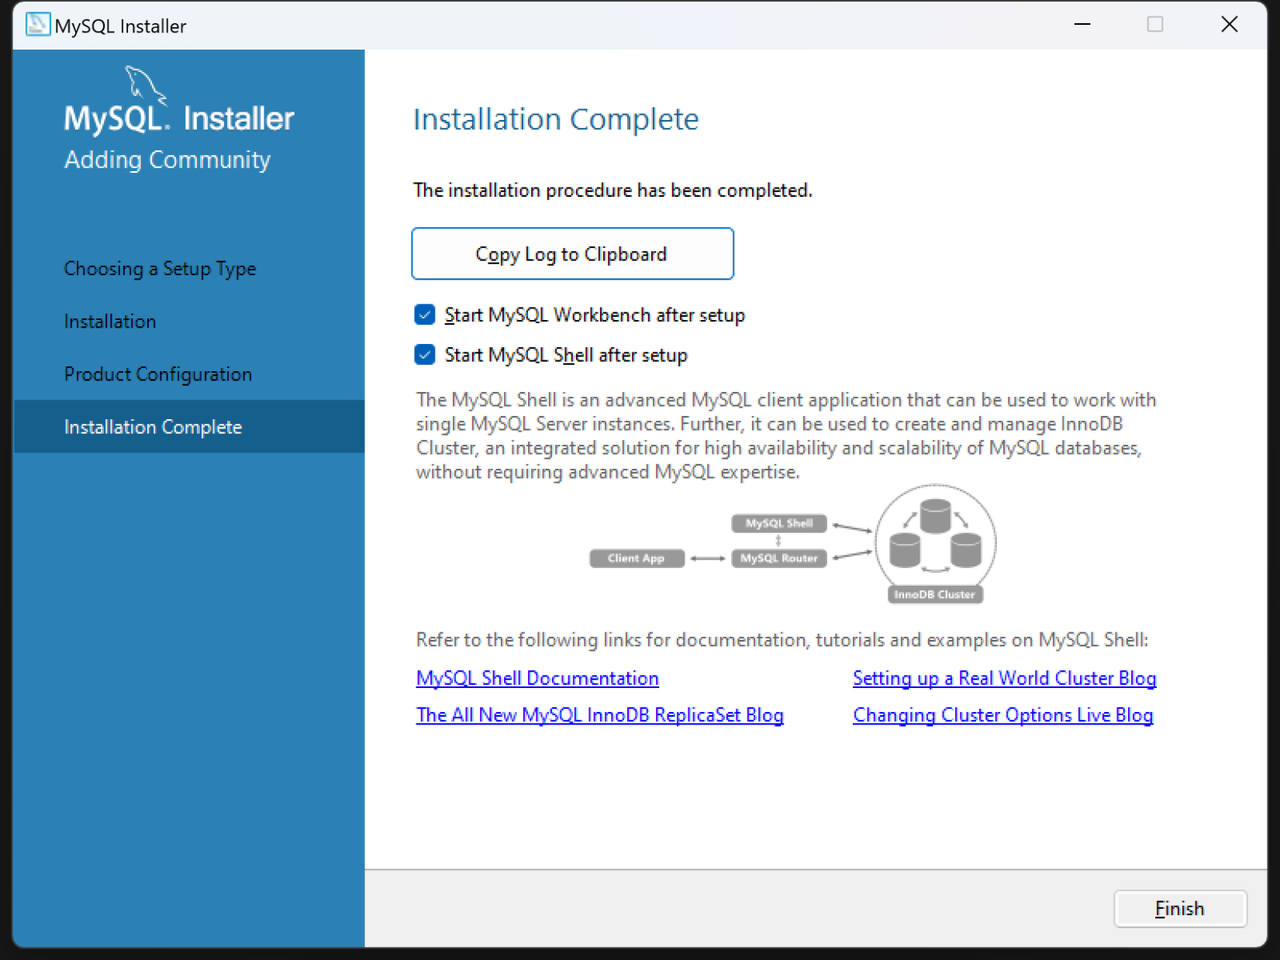 MySQL Installer
MySQL. Installer
Adding Community
Choosing a Setup Type
Installation
Product Configuration
Installation Complete
Installation Complete
The installation procedure has been completed.
Copy Log to Clipboard
Start MySQL Workbench after setup
Start MySQL Shell after setup
The MySQL Shell is an advanced MySQL client application that can be used to work with
single MySQL Server instances. Further, it can be used to create and manage InnoDB
Cluster, an integrated solution for high availability and scalability of MySQL databases,
without requiring advanced MySQL expertise.
MySQL Shell
Client App
MySQL Router
InnoDB Cluster
Refer to the following links for documentation, tutorials and examples on MySQL Shell:
MySQL Shell Documentation
Setting up a Real World Cluster Blog
The All New MySQL InnoDB ReplicaSet Blog
Changing Cluster Options Live Blog
Finish